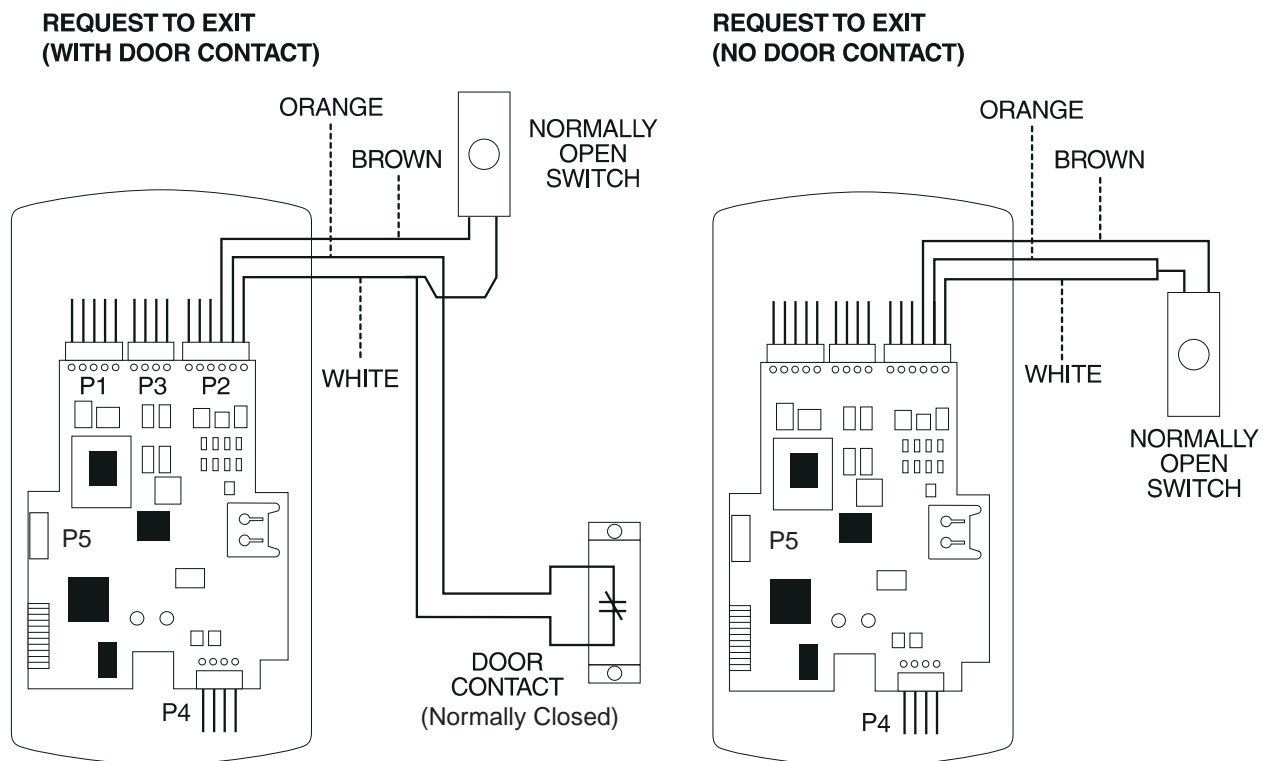 REQUEST TO EXIT
(WITH DOOR CONTACT)
ORANGE
BROWN
NORMALLY
OPEN
SWITCH
WHITE
P1 P3 P2
P5
P4
DOOR
CONTACT
(Normally Closed)
REQUEST TO EXIT
(NO DOOR CONTACT)
ORANGE
BROWN
WHITE
NORMALLY
OPEN
SWITCH
P5
P4